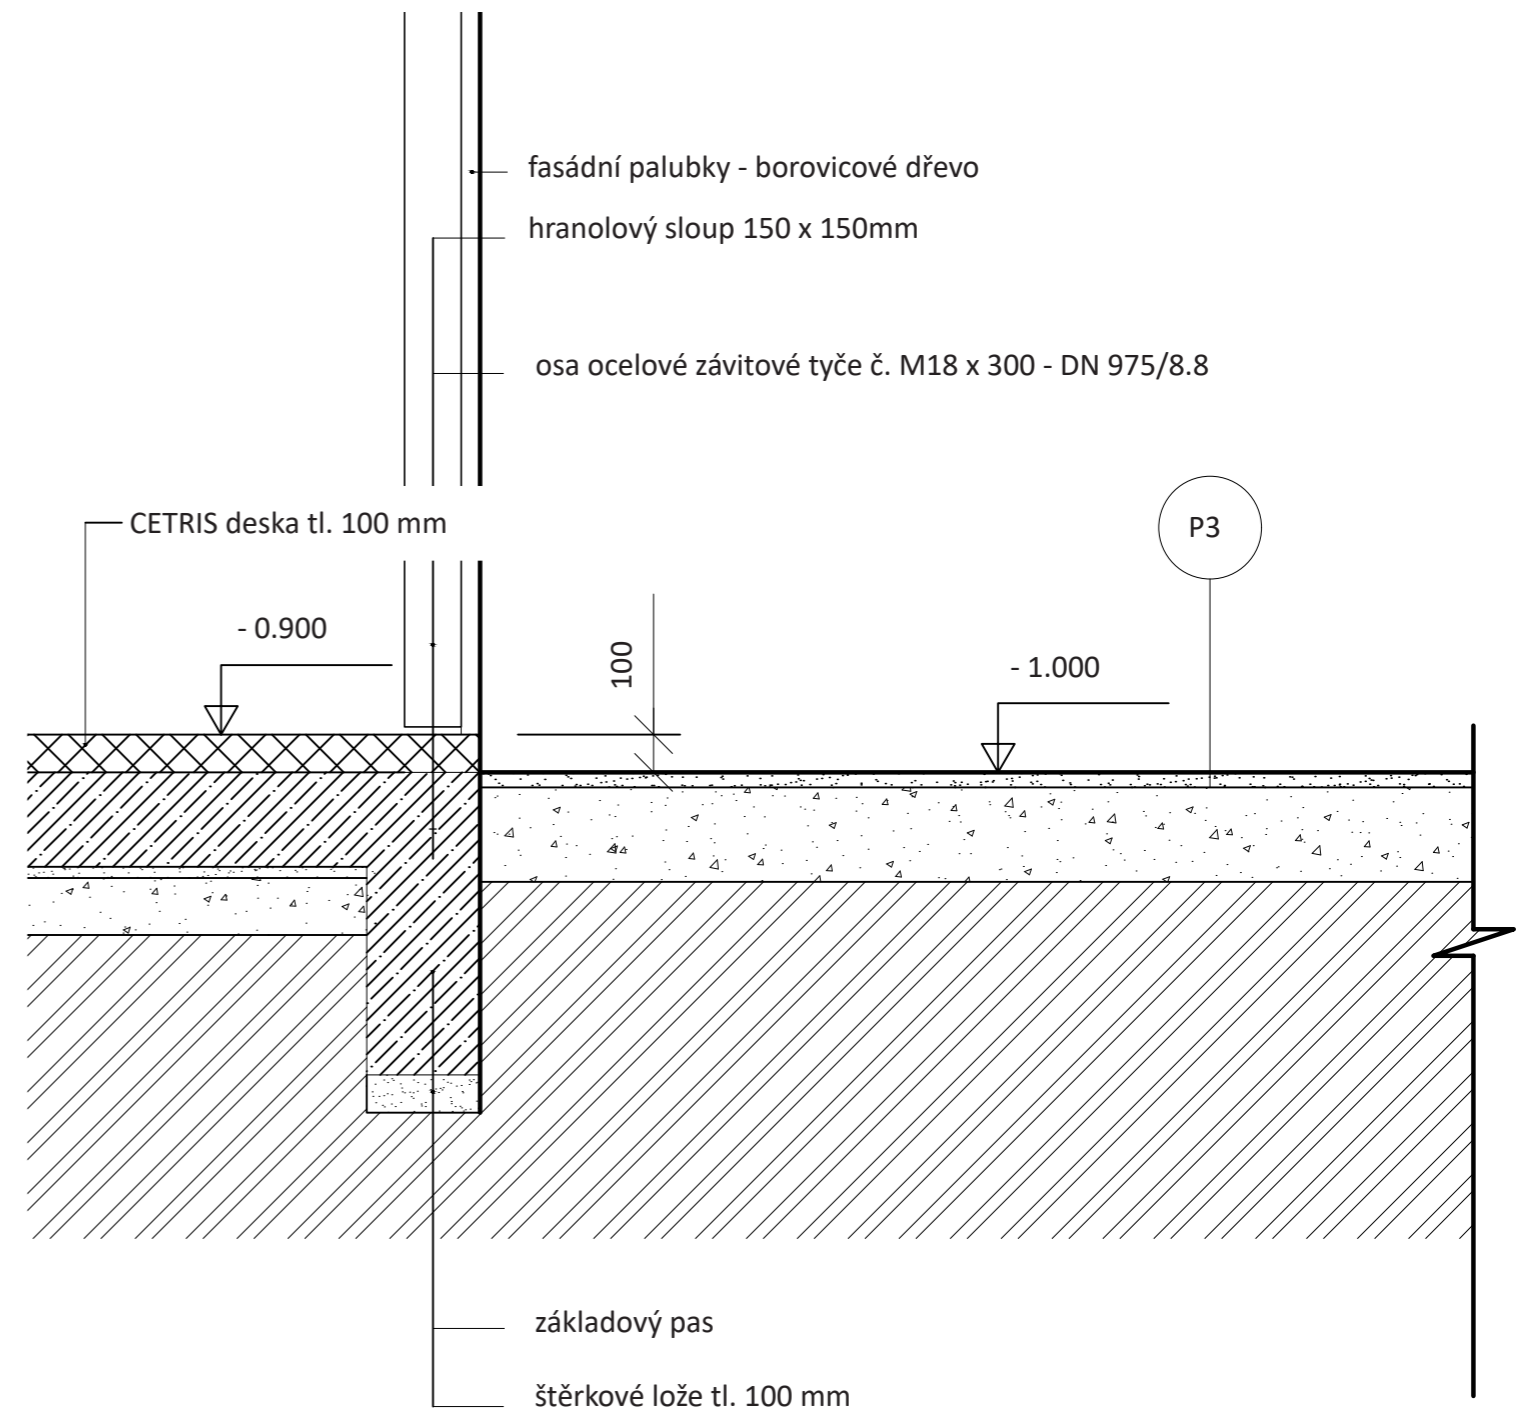 fasádní palubky - borovicové dřevo
hranolový sloup 150 x 150mm
osa ocelové závitové tyče č. M18 x 300 - DN 975/8.8
CETRIS deska tl. 100 mm
P3
- 0.900
100
- 1.000
základový pas
štěrkové lože tl. 100 mm